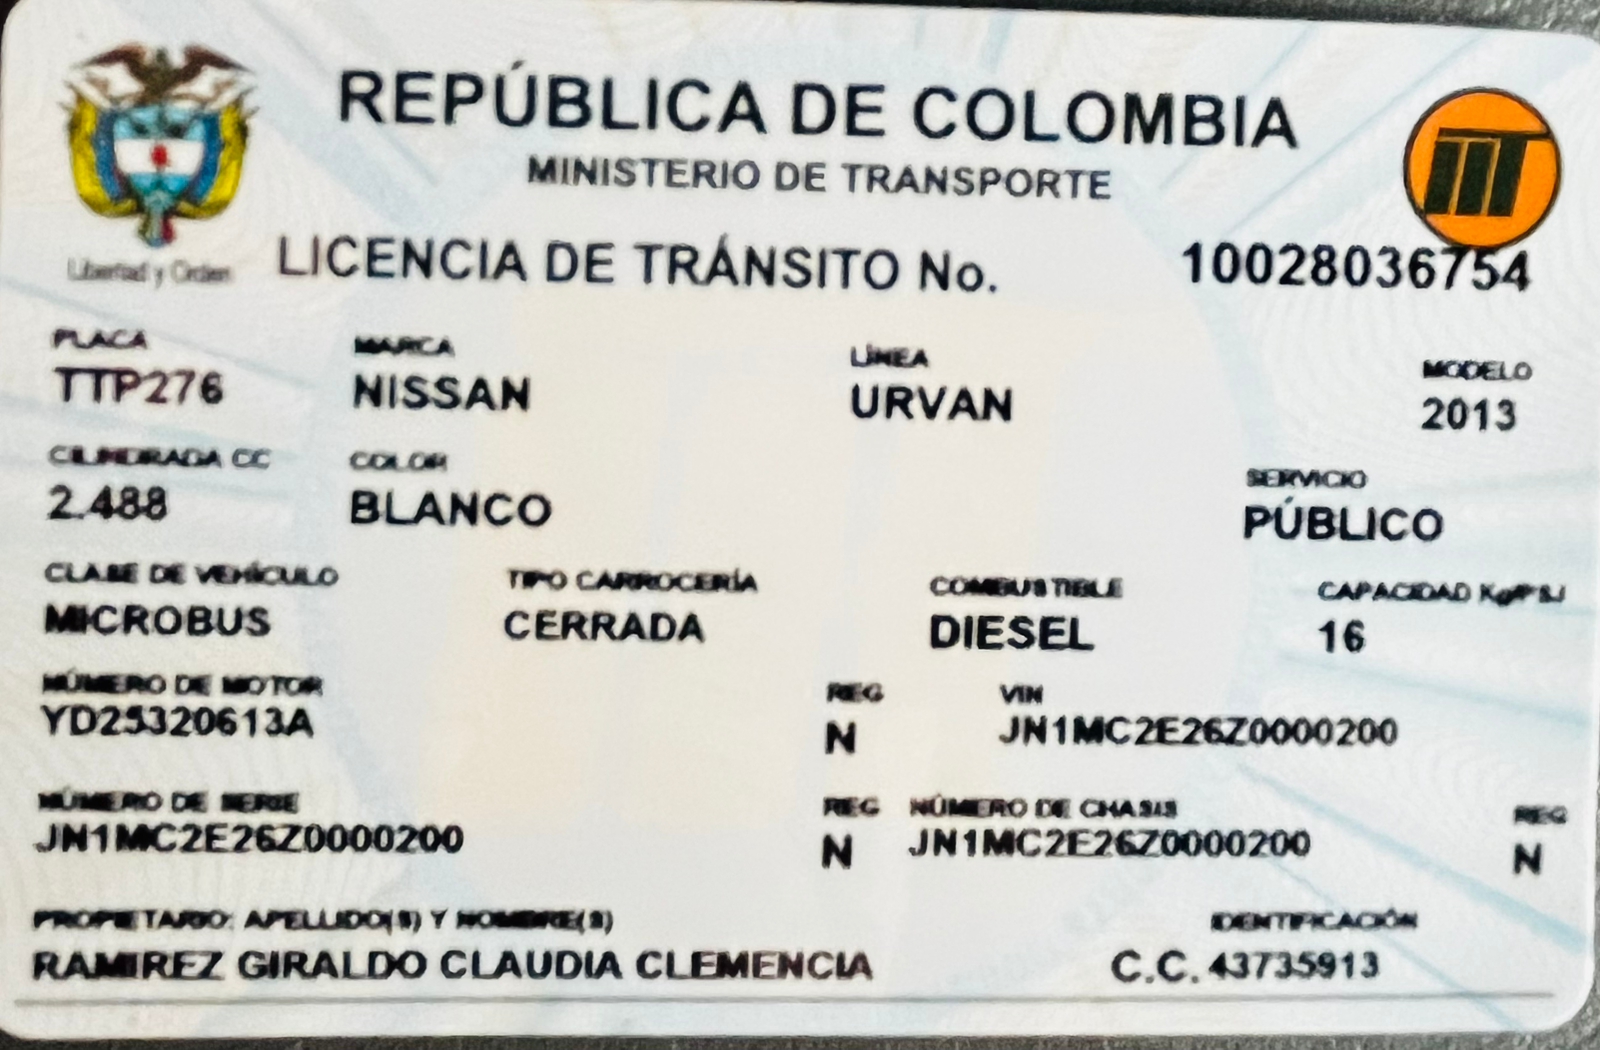 REPÚBLICA DE COLOMBIA
MINISTERIO DE TRANSPORTE
Libertad y Orden
LICENCIA DE TRÁNSITO No. 10028036754
PLACA MARCA LÍNEA MODELO
TTP276 NISSAN URVAN 2013
CILINDRADA CC COLOR SERVICIO
2.488 BLANCO PÚBLICO
CLASE DE VEHÍCULO TIPO CARROCERÍA COMBUSTIBLE CAPACIDAD Kg/PSJ
MICROBUS CERRADA DIESEL 16
NÚMERO DE MOTOR REG VIN
YD25320613A N JN1MC2E26Z0000200
NÚMERO DE SERIE REG NÚMERO DE CHASIS REG
JN1MC2E26Z0000200 N JN1MC2E26Z0000200 N
PROPIETARIO: APELLIDO(S) Y NOMBRE(S) IDENTIFICACIÓN
RAMIREZ GIRALDO CLAUDIA CLEMENCIA C.C. 43735913